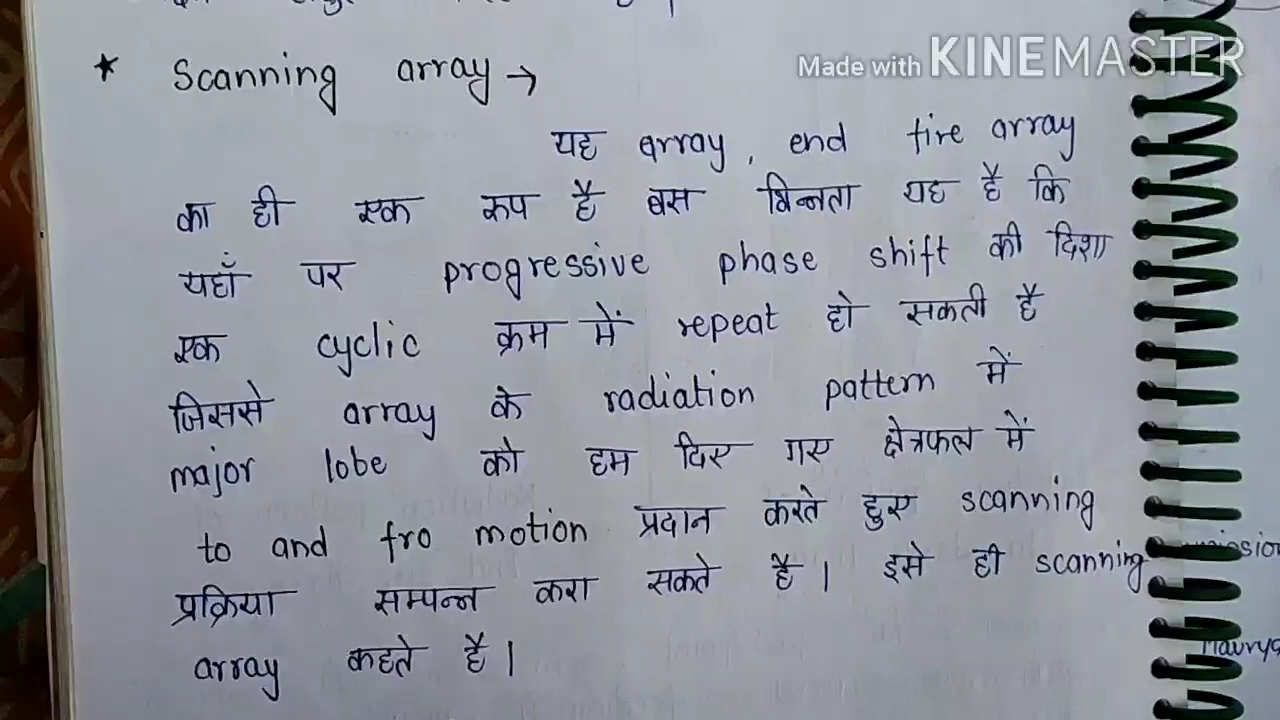 Made with KINEMASTER
★ Scanning array →
यह array, end fire array
का ही एक रूप है बस भिन्नता यह है कि
यहाँ पर progressive phase shift की दिशा
एक cyclic क्रम में repeat हो सकती है
जिससे array के radiation pattern में
major lobe को हम दिए गए क्षेत्रफल में
to and fro motion प्रदान करते हुए scanning
प्रक्रिया सम्पन्न करा सकते है। इसे ही scanning
array कहते है।